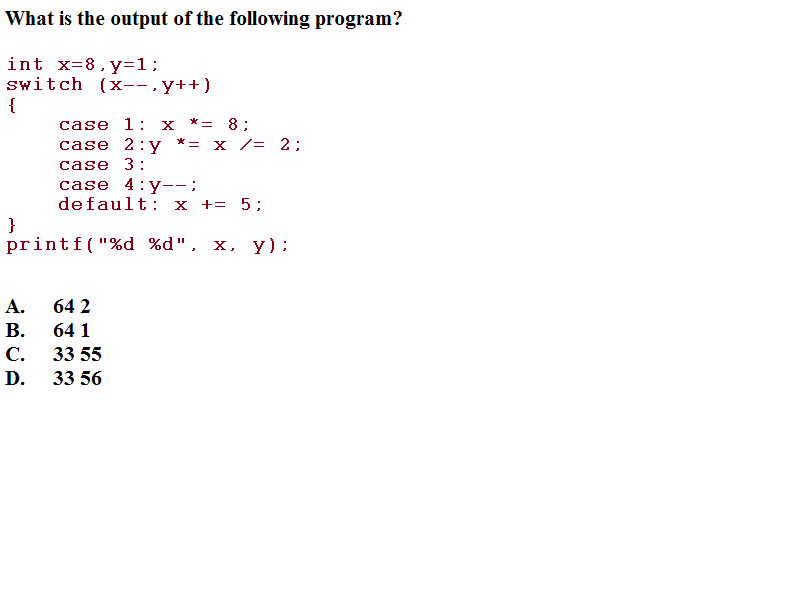 What is the output of the following program?
int x=8,y=1;
switch (x--,y++)
{
case 1: x *= 8;
case 2:y *= x /= 2;
case 3:
case 4:y--;
default: x += 5;
}
printf("%d %d", x, y);
A. 64 2
B. 64 1
C. 33 55
D. 33 56